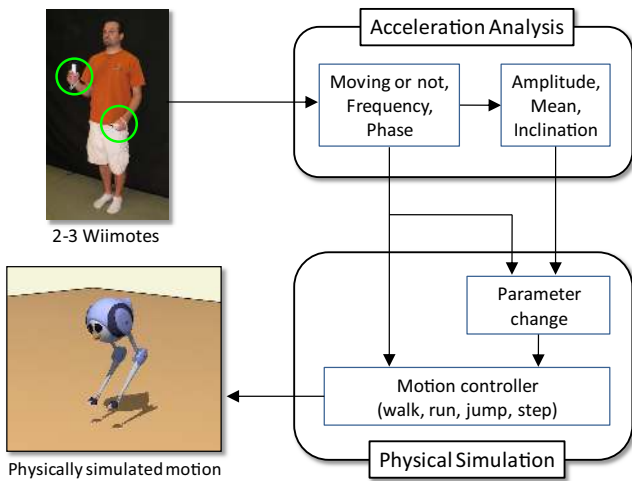 Acceleration Analysis
Moving or not,
Frequency,
Phase
Amplitude,
Mean,
Inclination
2-3 Wiimotes
Parameter
change
Motion controller
(walk, run, jump, step)
Physically simulated motion
Physical Simulation